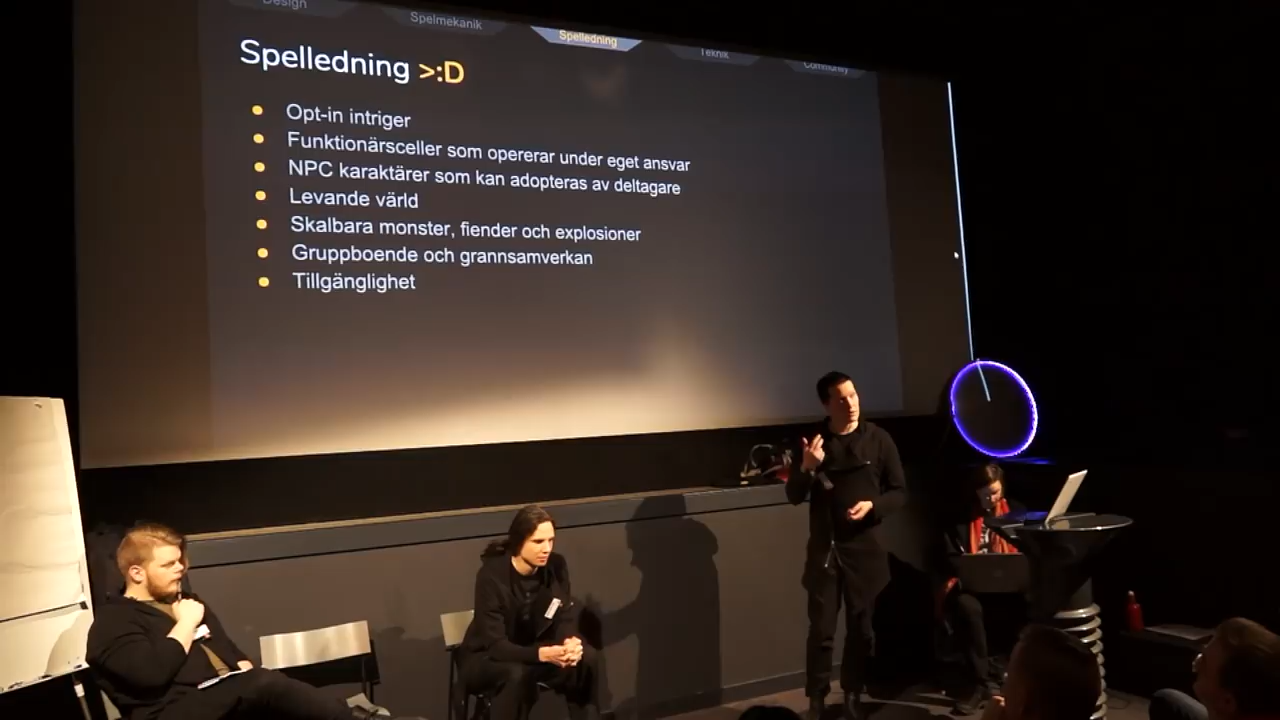 Design
Spelmekanik
Spelledning
Teknik
Community
Spelledning >:D
Opt-in intriger
Funktionärsceller som opererar under eget ansvar
NPC karaktärer som kan adopteras av deltagare
Levande värld
Skalbara monster, fiender och explosioner
Gruppboende och grannsamverkan
Tillgänglighet